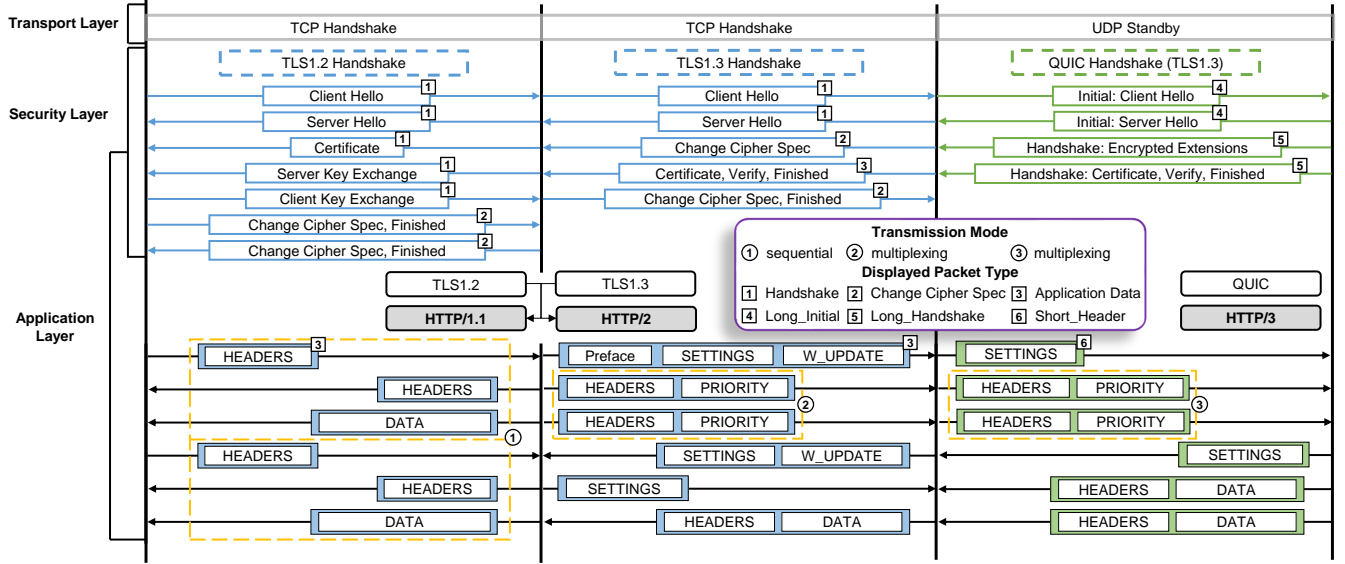 Transport Layer
TCP Handshake
TCP Handshake
UDP Standby
Security Layer
TLS1.2 Handshake
TLS1.3 Handshake
QUIC Handshake (TLS1.3)
Client Hello 1
Client Hello 1
Initial: Client Hello 4
Server Hello 1
Server Hello 1
Initial: Server Hello 4
Certificate 1
Change Cipher Spec 2
Handshake: Encrypted Extensions 5
Server Key Exchange 1
Certificate, Verify, Finished 3
Handshake: Certificate, Verify, Finished 5
Client Key Exchange 1
Change Cipher Spec, Finished 2
Change Cipher Spec, Finished 2
Change Cipher Spec, Finished 2
Transmission Mode
1 sequential 2 multiplexing 3 multiplexing
Displayed Packet Type
1 Handshake 2 Change Cipher Spec 3 Application Data
4 Long_Initial 5 Long_Handshake 6 Short_Header
Application Layer
TLS1.2
TLS1.3
QUIC
HTTP/1.1
HTTP/2
HTTP/3
HEADERS 3
Preface SETTINGS W_UPDATE 3
SETTINGS 6
HEADERS
HEADERS PRIORITY
HEADERS PRIORITY
2
3
DATA
HEADERS PRIORITY
HEADERS PRIORITY
1
HEADERS
SETTINGS W_UPDATE
SETTINGS
HEADERS
SETTINGS
HEADERS DATA
DATA
HEADERS DATA
HEADERS DATA